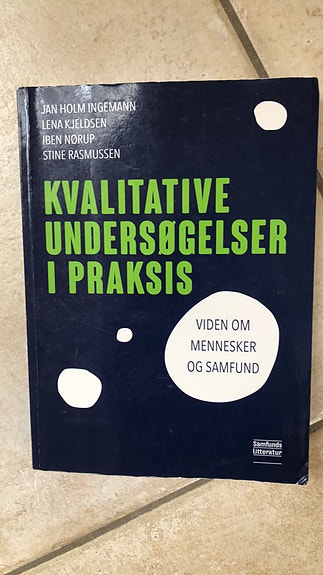 JAN HOLM INGEMANN
LENA KJELDSEN
IBEN NØRUP
STINE RASMUSSEN
KVALITATIVE
UNDERSØGELSER
I PRAKSIS
VIDEN OM
MENNESKER
OG SAMFUND
Samfunds
Litteratur